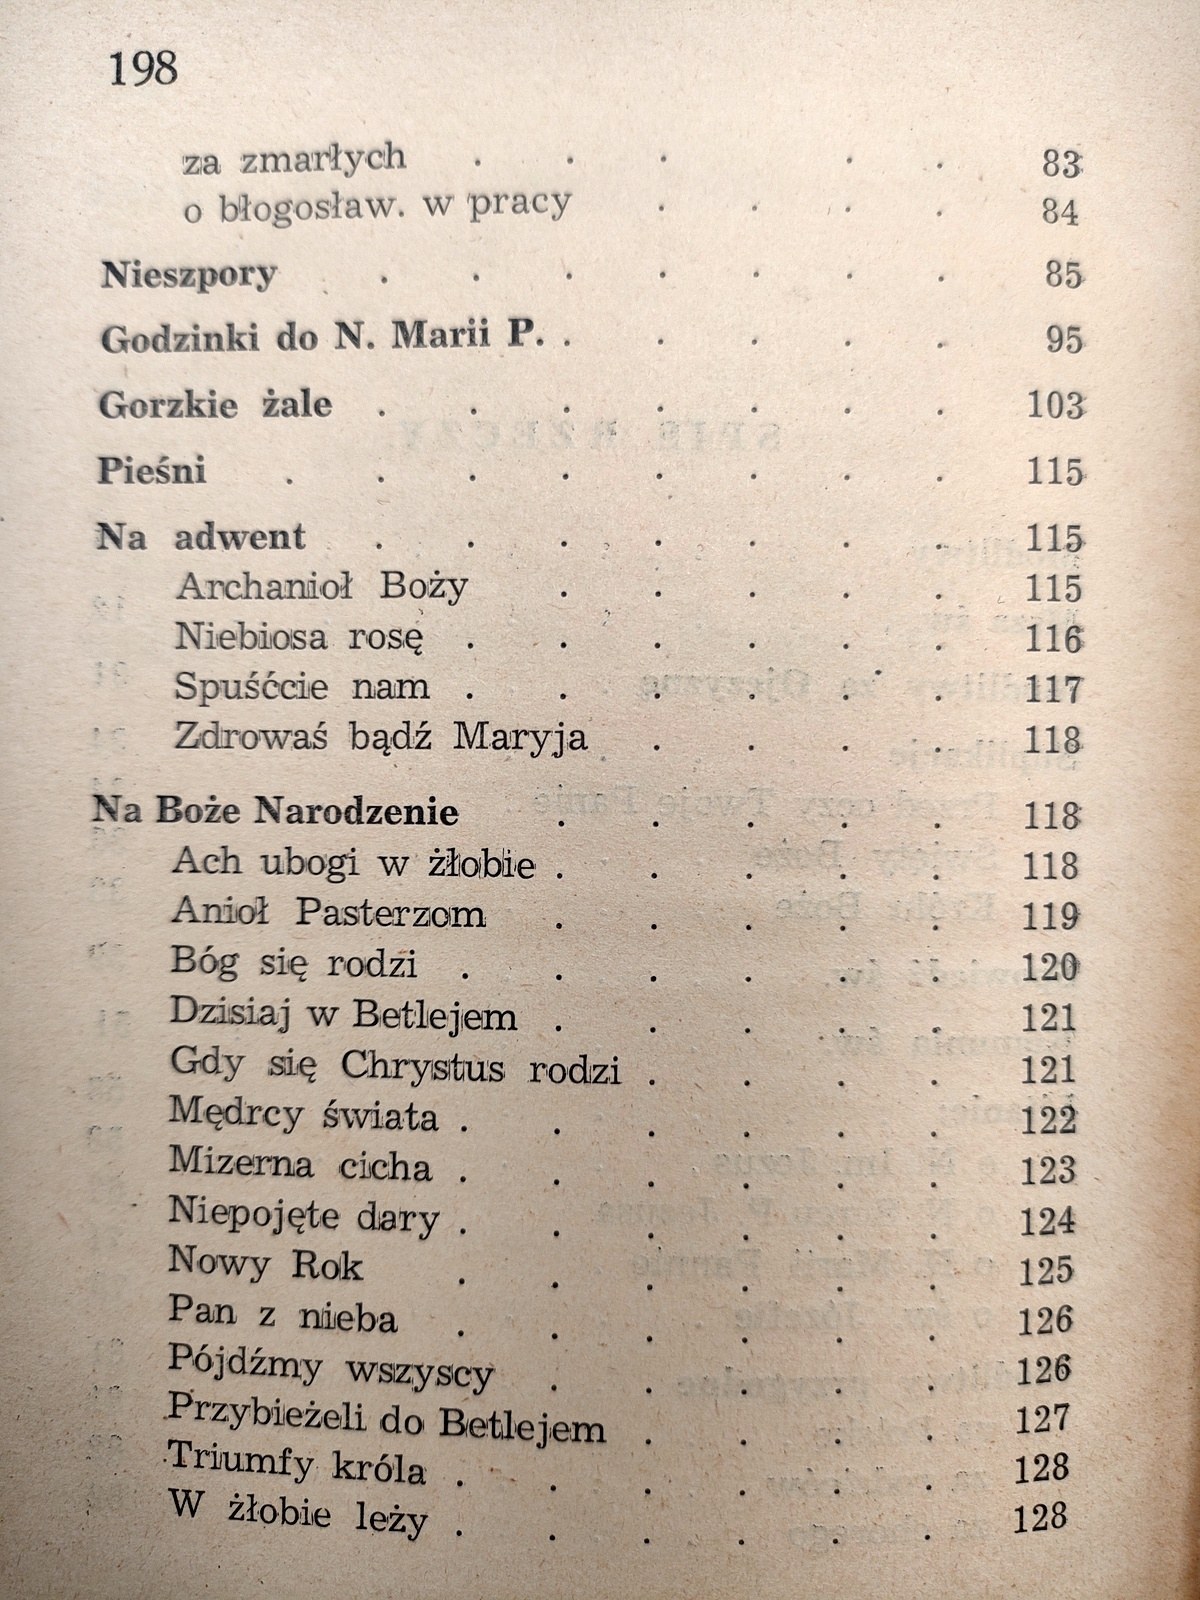 198
za zmarłych . . . . . 83
o błogosław. w pracy . . . . 84
Nieszpory . . . . . . . 85
Godzinki do N. Marii P. . . . . . 95
Gorzkie żale . . . . . . . 103
Pieśni . . . . . . . . 115
Na adwent . . . . . . . 115
Archanioł Boży . . . . . 115
Niebiosa rosę . . . . . . 116
Spuśćcie nam . . . . . . 117
Zdrowaś bądź Maryja . . . . 118
Na Boże Narodzenie . . . . . 118
Ach ubogi w żłobie . . . . . 118
Anioł Pasterzom . . . . . 119
Bóg się rodzi . . . . . . 120
Dzisiaj w Betlejem . . . . . 121
Gdy się Chrystus rodzi . . . . 121
Mędrcy świata . . . . . . 122
Mizerna cicha . . . . . . 123
Niepojęte dary . . . . . . 124
Nowy Rok . . . . . . 125
Pan z nieba . . . . . . 126
Pójdźmy wszyscy . . . . . 126
Przybieżeli do Betlejem . . . . 127
Triumfy króla . . . . . . 128
W żłobie leży . . . . . . 128